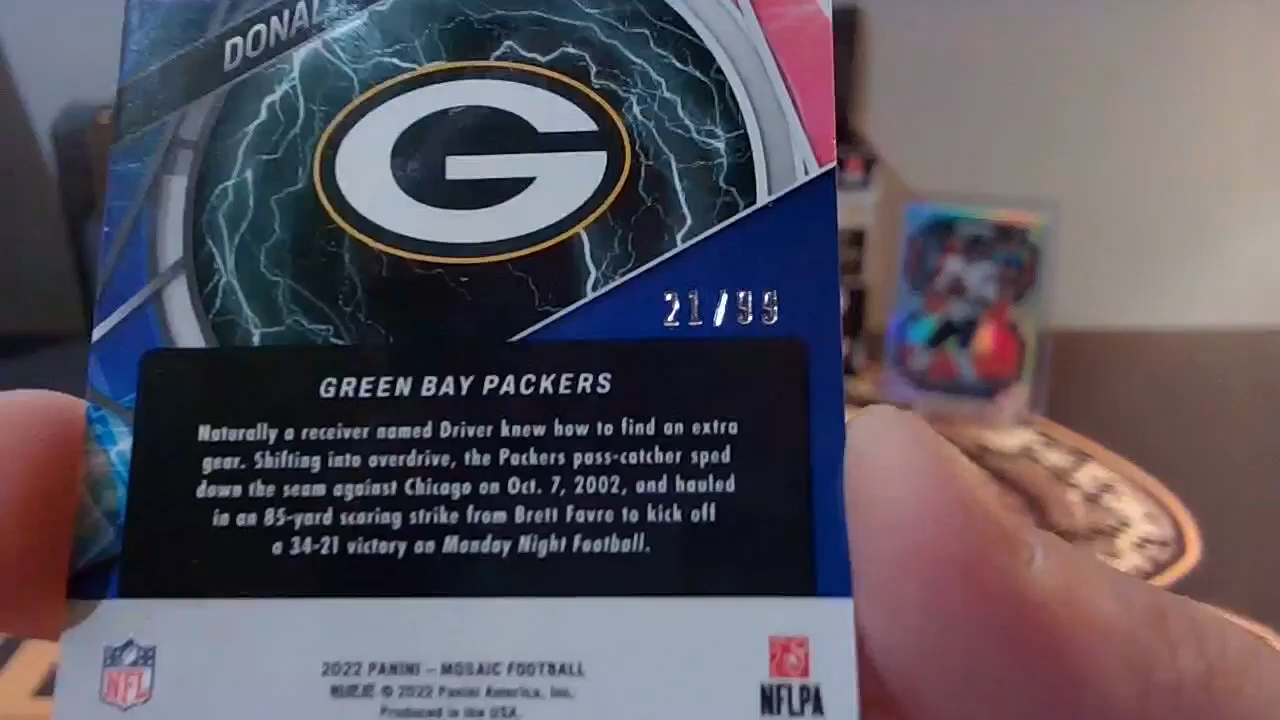 DONAL
G
21/99
GREEN BAY PACKERS
Naturally a receiver named Driver knew how to find an extra
gear. Shifting into overdrive, the Packers pass-catcher sped
down the seam against Chicago on Oct. 7, 2002, and hauled
in an 85-yard scoring strike from Brett Favre to kick off
a 34-21 victory on Monday Night Football.
NFL
2022 PANINI – MOSAIC FOOTBALL
© 2022 Panini America, Inc.
Produced in the USA.
NFLPA